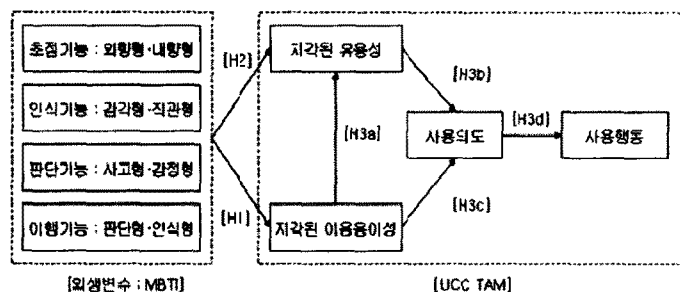 초점기능 : 외향형·내향형
인식기능 : 감각형·직관형
판단기능 : 사고형·감정형
이행기능 : 판단형·인식형
[외생변수 : MBTI]
[H2]
[H1]
지각된 유용성
[H3a]
지각된 이용용이성
[H3b]
[H3c]
사용의도
[H3d]
사용행동
[UCC TAM]